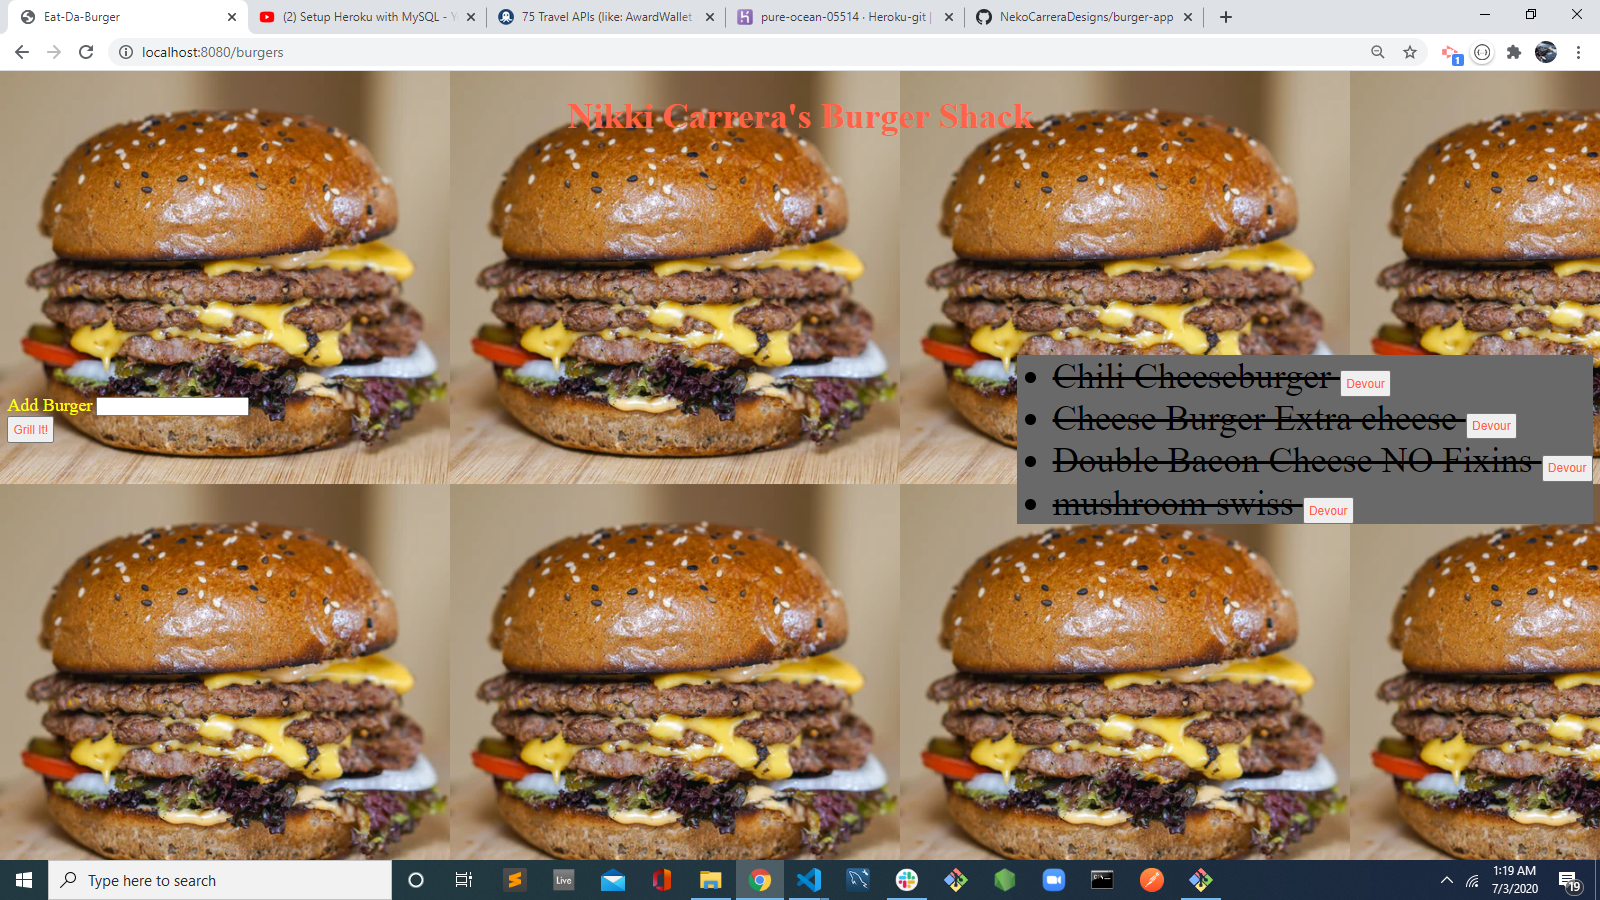 Eat-Da-Burger
(2) Setup Heroku with MySQL - Y
75 Travel APIs (like: AwardWallet
pure-ocean-05514 · Heroku-git |
NekoCarreraDesigns/burger-app
localhost:8080/burgers
1
Nikki Carrera's Burger Shack
Chili Cheeseburger Devour
Add Burger
Cheese Burger Extra cheese Devour
Grill It!
Double Bacon Cheese NO Fixins Devour
mushroom swiss Devour
Type here to search
Live
1:19 AM
7/3/2020
19